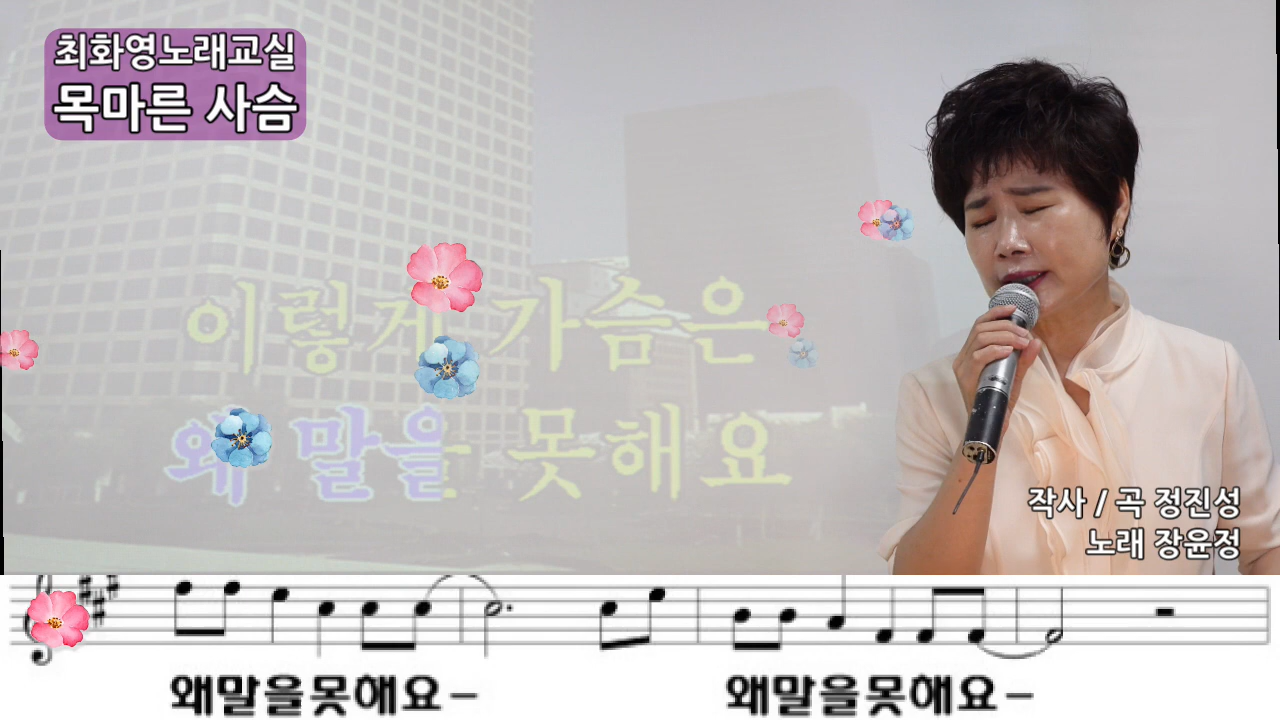 최화영노래교실
목마른 사슴
이렇게 가슴은
왜 말을 못해요
작사 / 곡 정진성
노래 장윤정
왜말을못해요- 왜말을못해요-